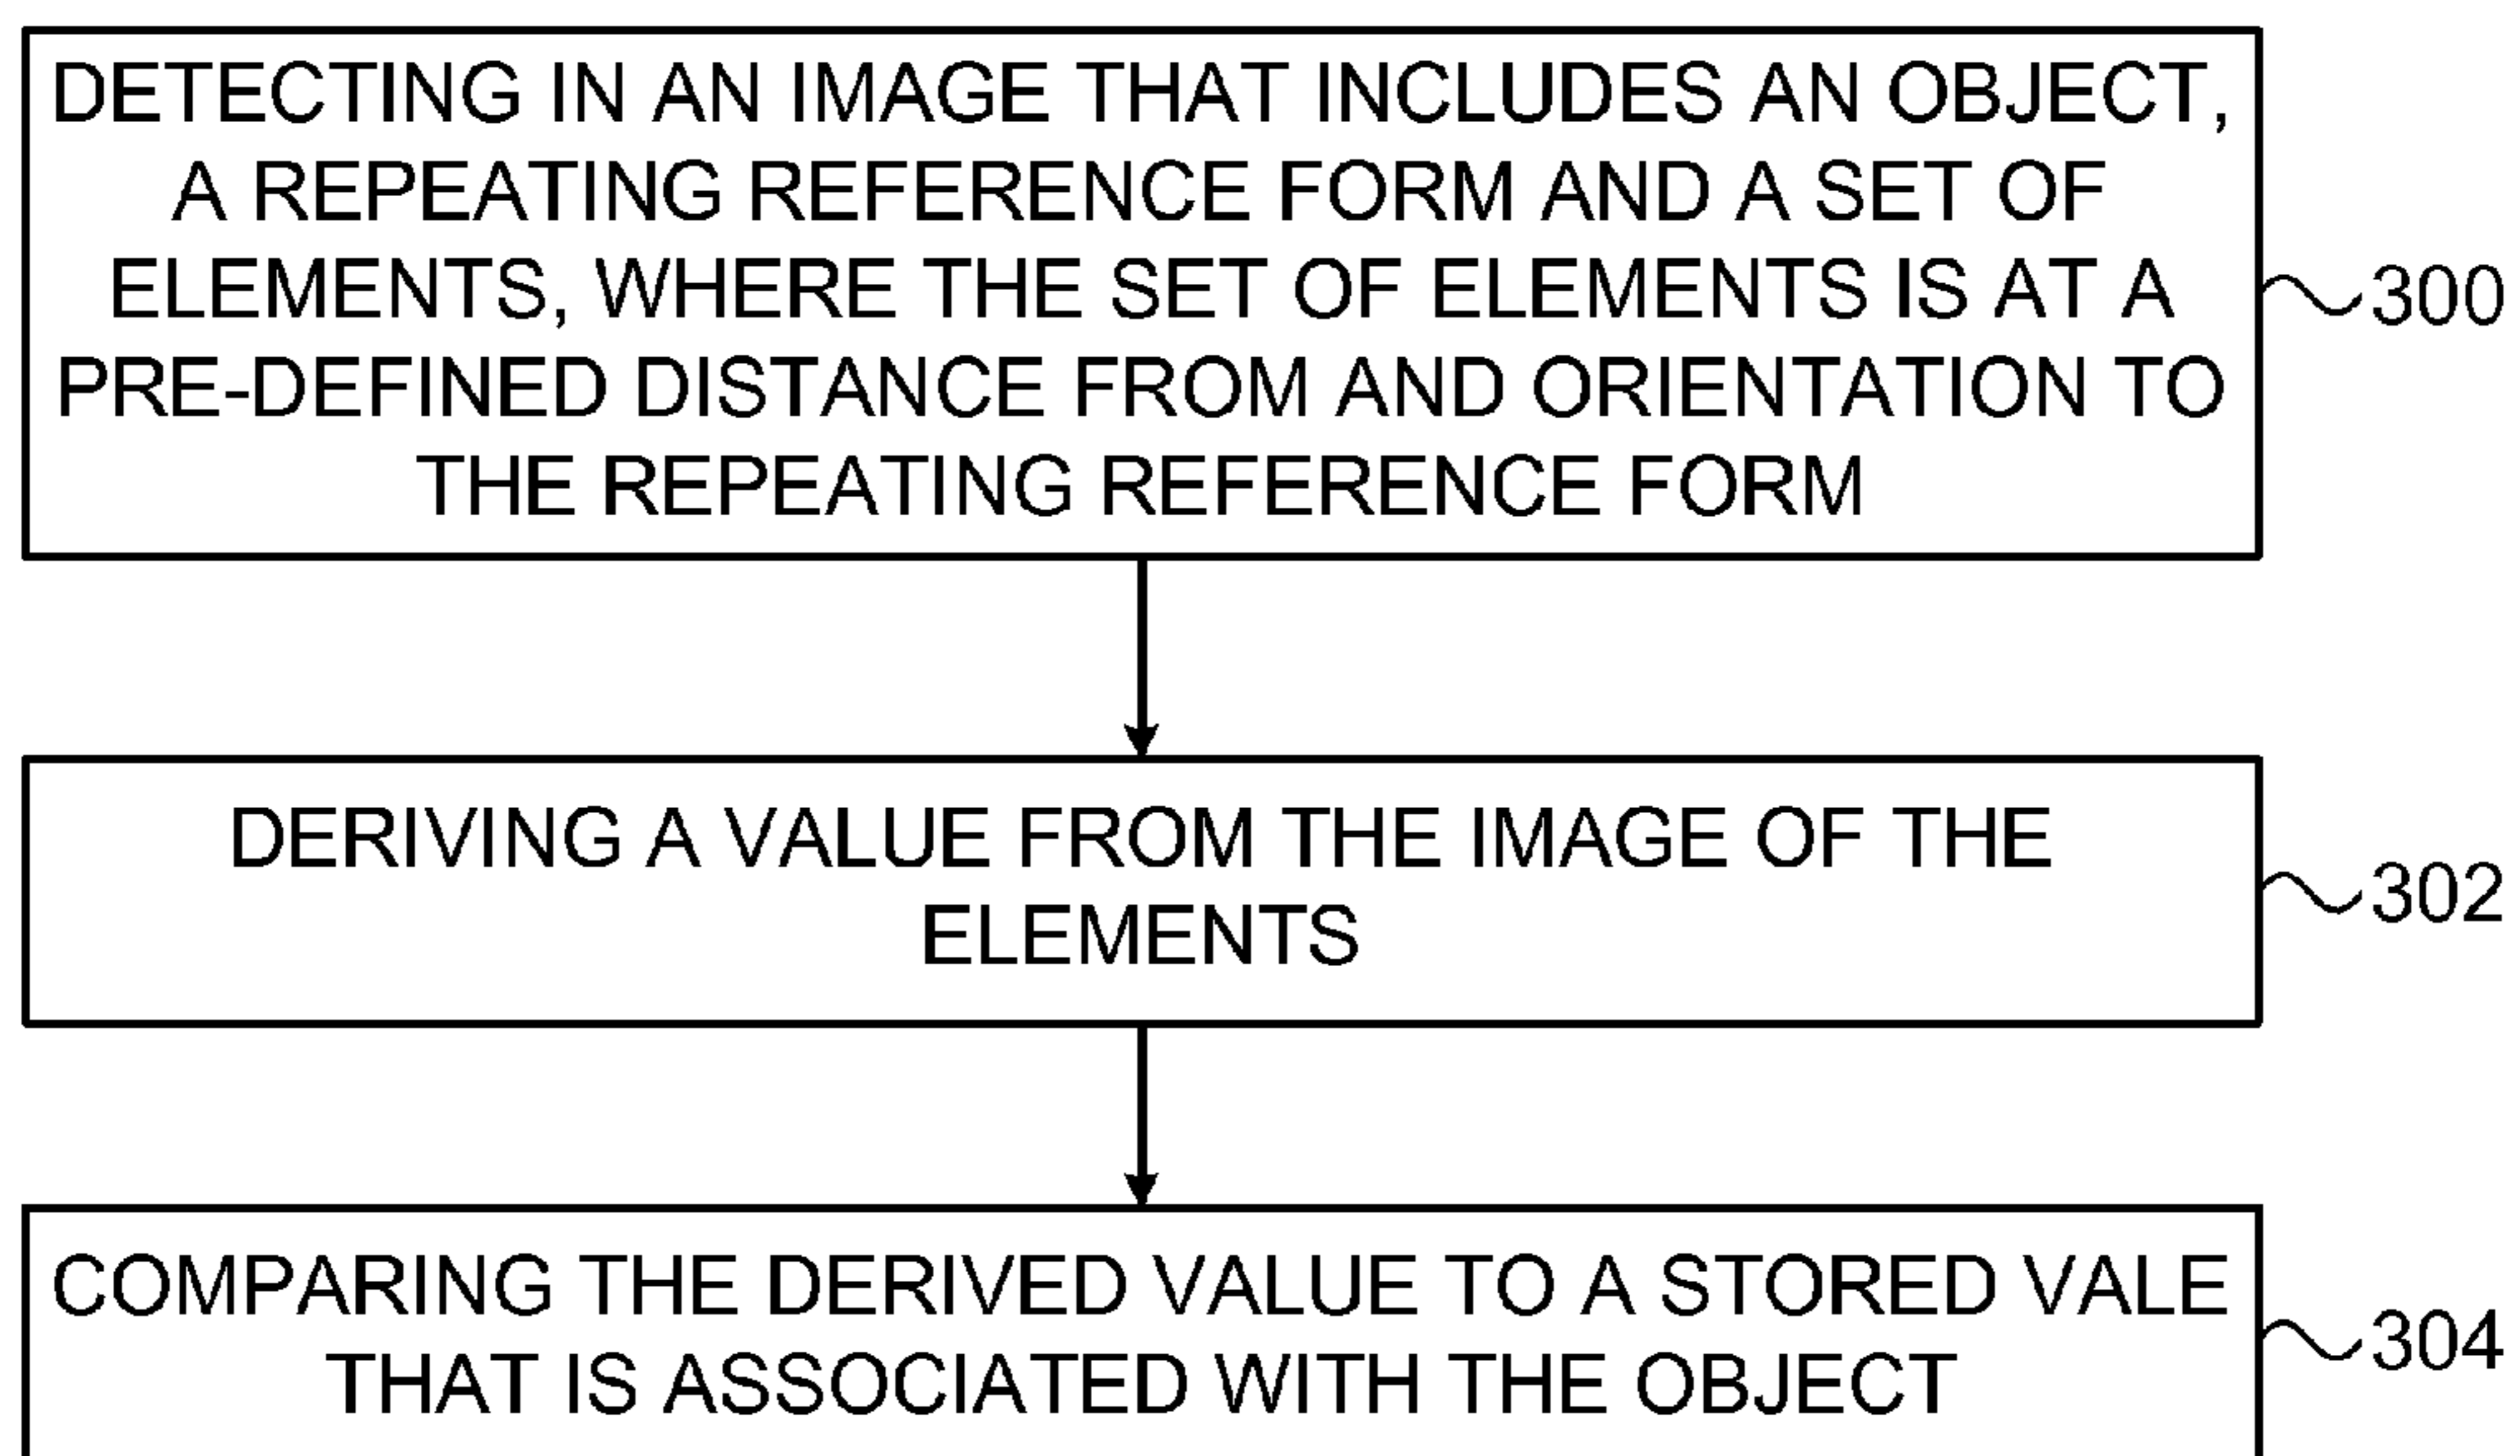 DETECTING IN AN IMAGE THAT INCLUDES AN OBJECT,
A REPEATING REFERENCE FORM AND A SET OF
ELEMENTS, WHERE THE SET OF ELEMENTS IS AT A
PRE-DEFINED DISTANCE FROM AND ORIENTATION TO
THE REPEATING REFERENCE FORM
300
DERIVING A VALUE FROM THE IMAGE OF THE
ELEMENTS
302
COMPARING THE DERIVED VALUE TO A STORED VALE
THAT IS ASSOCIATED WITH THE OBJECT
304